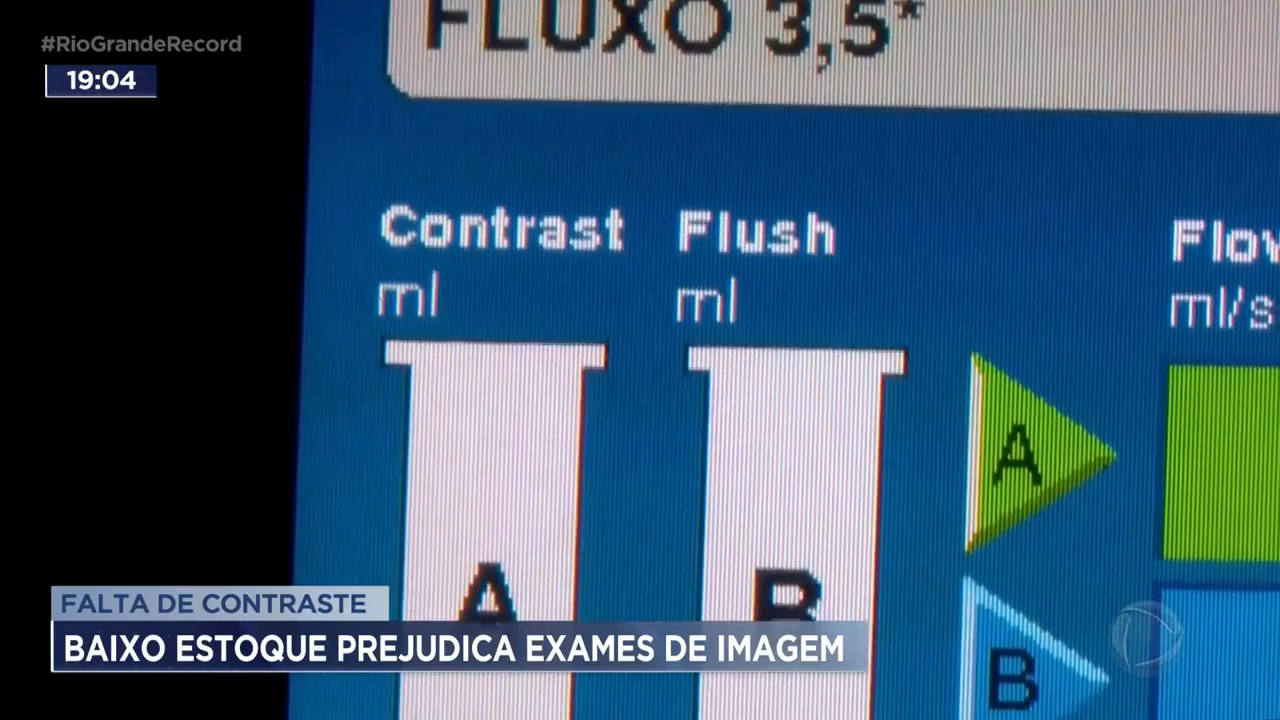 #RioGrandeRecord
19:04
FLUXO 3,5*
Contrast
ml
Flush
ml
ml/s
A
B
A
B
FALTA DE CONTRASTE
BAIXO ESTOQUE PREJUDICA EXAMES DE IMAGEM